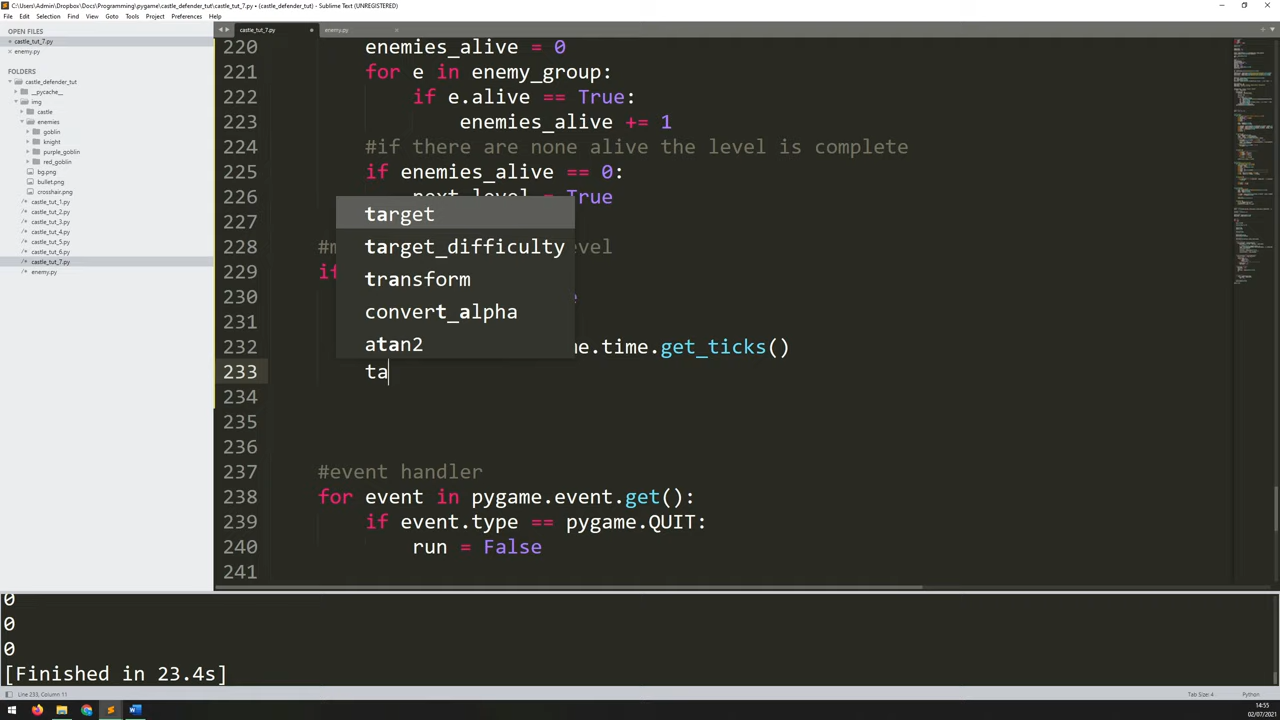 C:\Users\Admin\Dropbox\Docs\Programming\pygame\castle_defender_tut\castle_tut_7.py • (castle_defender_tut) - Sublime Text (UNREGISTERED)
File Edit Selection Find View Goto Tools Project Preferences Help
OPEN FILES
castle_tut_7.py
enemy.py
FOLDERS
castle_defender_tut
__pycache__
img
castle
enemies
goblin
knight
purple_goblin
red_goblin
bg.png
bullet.png
crosshair.png
castle_tut_1.py
castle_tut_2.py
castle_tut_3.py
castle_tut_4.py
castle_tut_5.py
castle_tut_6.py
castle_tut_7.py
enemy.py
castle_tut_7.py
enemy.py
220 enemies_alive = 0
221 for e in enemy_group:
222 if e.alive == True:
223 enemies_alive += 1
224 #if there are none alive the level is complete
225 if enemies_alive == 0:
226 next_level = True
227
228 #m level
229 if
230 e
231
232 me.time.get_ticks()
233 ta
234
235
236
237 #event handler
238 for event in pygame.event.get():
239 if event.type == pygame.QUIT:
240 run = False
241
target
target_difficulty
transform
convert_alpha
atan2
0
0
0
[Finished in 23.4s]
Line 233, Column 11
Tab Size: 4
Python
14:55
02/07/2021